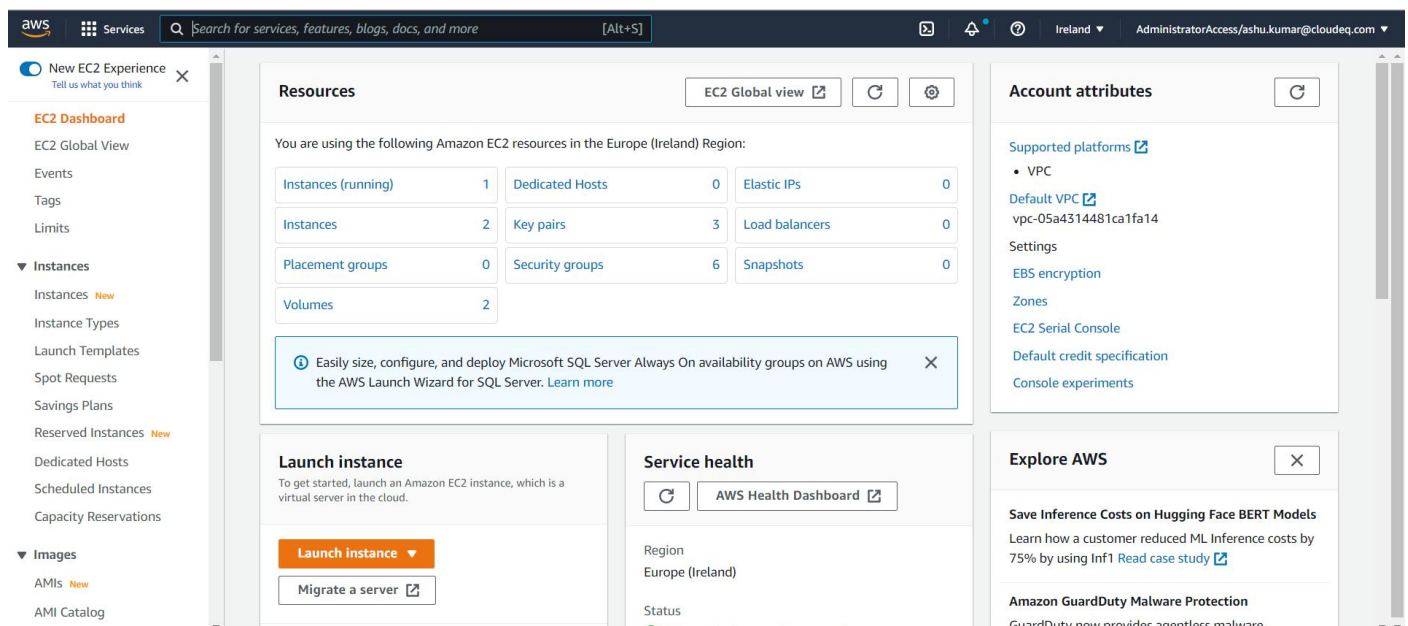 aws
Services
Search for services, features, blogs, docs, and more
[Alt+S]
Ireland ▼
AdministratorAccess/ashu.kumar@cloudeq.com ▼
New EC2 Experience
Tell us what you think
EC2 Dashboard
EC2 Global View
Events
Tags
Limits
▼ Instances
Instances New
Instance Types
Launch Templates
Spot Requests
Savings Plans
Reserved Instances New
Dedicated Hosts
Scheduled Instances
Capacity Reservations
▼ Images
AMIs New
AMI Catalog
Resources
EC2 Global view
You are using the following Amazon EC2 resources in the Europe (Ireland) Region:
Instances (running) 1
Dedicated Hosts 0
Elastic IPs 0
Instances 2
Key pairs 3
Load balancers 0
Placement groups 0
Security groups 6
Snapshots 0
Volumes 2
Easily size, configure, and deploy Microsoft SQL Server Always On availability groups on AWS using
the AWS Launch Wizard for SQL Server. Learn more
Launch instance
To get started, launch an Amazon EC2 instance, which is a
virtual server in the cloud.
Launch instance ▼
Migrate a server
Service health
AWS Health Dashboard
Region
Europe (Ireland)
Status
Account attributes
Supported platforms
• VPC
Default VPC
vpc-05a4314481ca1fa14
Settings
EBS encryption
Zones
EC2 Serial Console
Default credit specification
Console experiments
Explore AWS
Save Inference Costs on Hugging Face BERT Models
Learn how a customer reduced ML Inference costs by
75% by using Inf1 Read case study
Amazon GuardDuty Malware Protection
GuardDuty now provides agentless malware